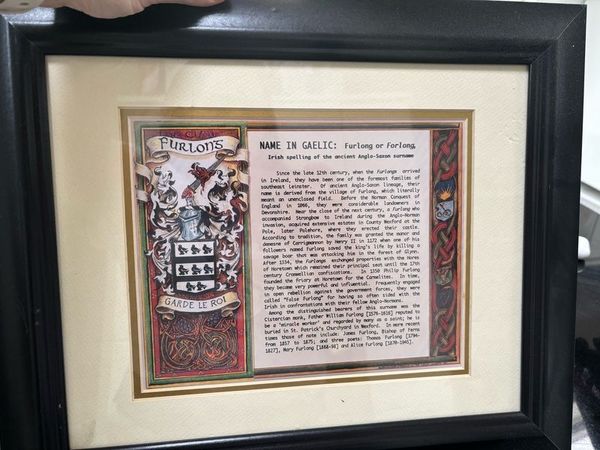 FURLONG
GARDE LE ROI
NAME IN GAELIC: Furlong or Forlong,
Irish spelling of the ancient Anglo-Saxon surname
Since the late 12th century, when the Furlongs arrived
in Ireland, they have been one of the foremost families of
southeast Leinster. Of ancient Anglo-Saxon lineage, their
name is derived from the village of Furlong, which literally
meant an unenclosed field. Before the Norman Conquest of
England in 1066, they were considerable landowners in
Devonshire. Near the close of the next century, a Furlong who
accompanied Strongbow to Ireland during the Anglo-Norman
invasion, acquired extensive estates in County Wexford at the
Pole, later Polehore, where they erected their castle.
According to tradition, the family was granted the manor and
demesne of Carrigmannon by Henry II in 1172 when one of his
followers named Furlong saved the king's life by killing a
savage boar that was attacking him in the forest of Glynn.
After 1334, the Furlongs exchanged properties with the Hores
of Horetown which remained their principal seat until the 17th
century Cromwellian confiscations. In 1350 Philip Furlong
founded the friary at Horetown for the Carmelites. In time,
they became very powerful and influential. Frequently engaged
in open rebellion against the government forces, they were
called "False Furlong" for having so often sided with the
Irish in confrontations with their fellow Anglo-Normans.
Among the distinguished bearers of this surname was the
Cistercian monk, Father William Furlong [1576-1616] reputed to
be a 'miracle worker' and regarded by many as a saint; he is
buried in St. Patrick's Churchyard in Wexford. In more recent
times those of note include: James Furlong, Bishop of Ferns
from 1857 to 1875; and three poets: Thomas Furlong [1794-
1827], Mary Furlong [1868-98] and Alice Furlong [1870-1945].